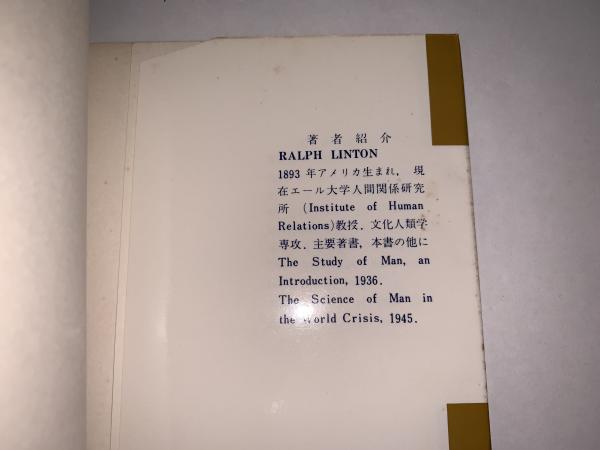 著者紹介
RALPH LINTON
1893 年アメリカ生まれ，現
在エール大学人間関係研究
所 (Institute of Human
Relations)教授．文化人類学
専攻．主要著書，本書の他に
The Study of Man, an
Introduction, 1936.
The Science of Man in
the World Crisis, 1945.